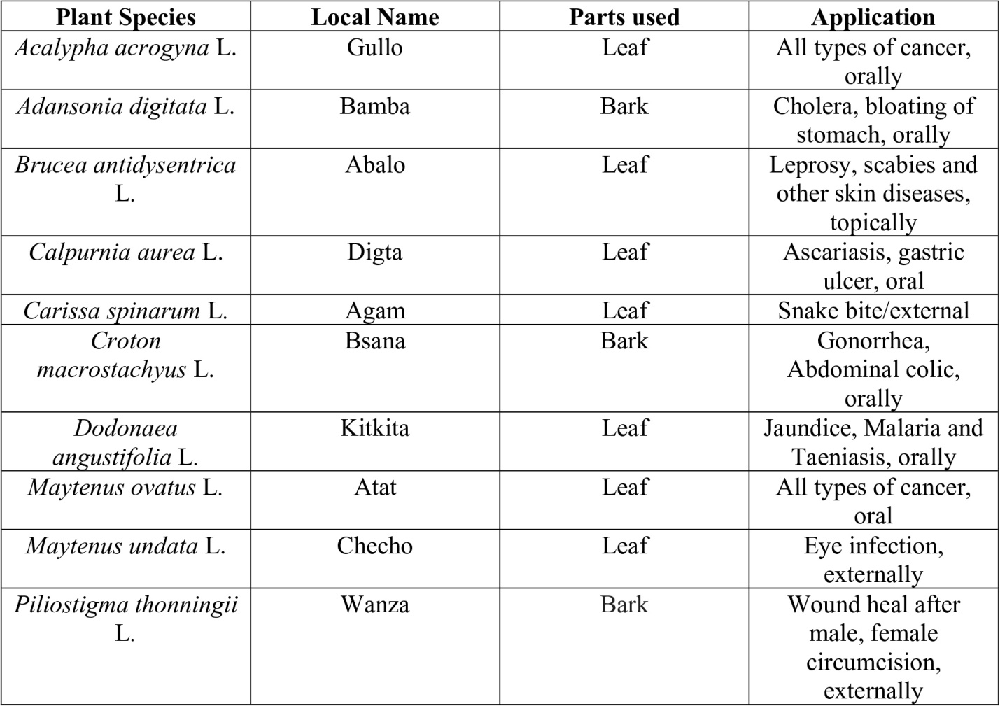 Plant Species Local Name Parts used Application
Acalypha acrogyna L. Gullo Leaf All types of cancer,
orally
Adansonia digitata L. Bamba Bark Cholera, bloating of
stomach, orally
Brucea antidysentrica Abalo Leaf Leprosy, scabies and
L. other skin diseases,
topically
Calpurnia aurea L. Digta Leaf Ascariasis, gastric
ulcer, oral
Carissa spinarum L. Agam Leaf Snake bite/external
Croton Bsana Bark Gonorrhea,
macrostachyus L. Abdominal colic,
orally
Dodonaea Kitkita Leaf Jaundice, Malaria and
angustifolia L. Taeniasis, orally
Maytenus ovatus L. Atat Leaf All types of cancer,
oral
Maytenus undata L. Checho Leaf Eye infection,
externally
Piliostigma thonningii Wanza Bark Wound heal after
L. male, female
circumcision,
externally